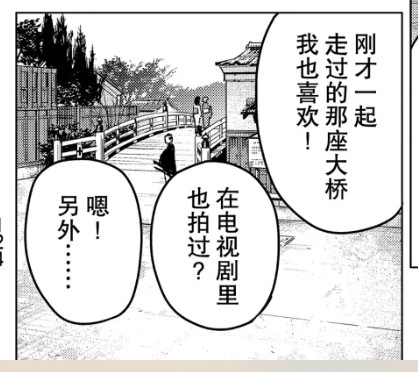 刚才一起
走过的那座大桥
我也喜欢！
在电视剧里
也拍过？
嗯！
另外……